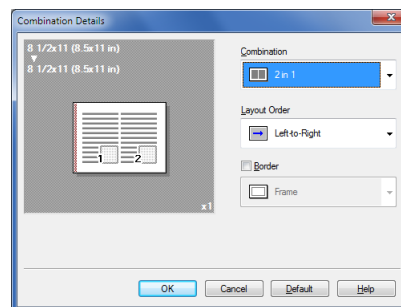 Combination Details
8 1/2x11 (8.5x11 in)
8 1/2x11 (8.5x11 in)
1 2
x1
Combination
2 in 1
Layout Order
Left-to-Right
Border
Frame
OK Cancel Default Help